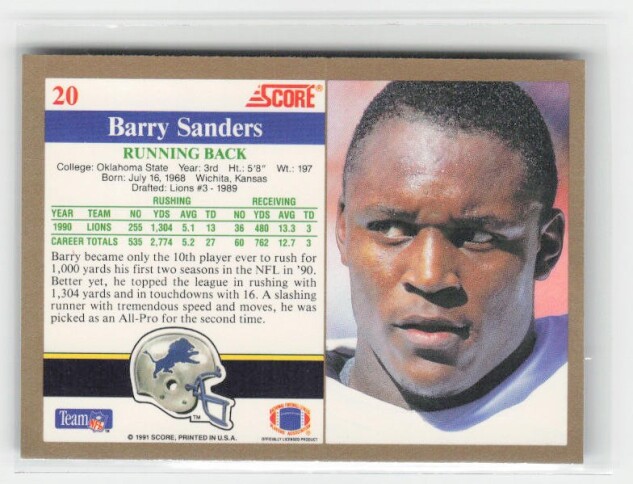 20
SCORE®
Barry Sanders
RUNNING BACK
College: Oklahoma State Year: 3rd Ht.: 5'8" Wt.: 197
Born: July 16, 1968 Wichita, Kansas
Drafted: Lions #3 - 1989
RUSHING RECEIVING
YEAR TEAM NO YDS AVG TD NO YDS AVG TD
1990 LIONS 255 1,304 5.1 13 36 480 13.3 3
CAREER TOTALS 535 2,774 5.2 27 60 762 12.7 3
Barry became only the 10th player ever to rush for
1,000 yards his first two seasons in the NFL in '90.
Better yet, he topped the league in rushing with
1,304 yards and in touchdowns with 16. A slashing
runner with tremendous speed and moves, he was
picked as an All-Pro for the second time.
TM
Team NFL
© 1991 SCORE, PRINTED IN U.S.A.
OFFICIALLY LICENSED PRODUCT